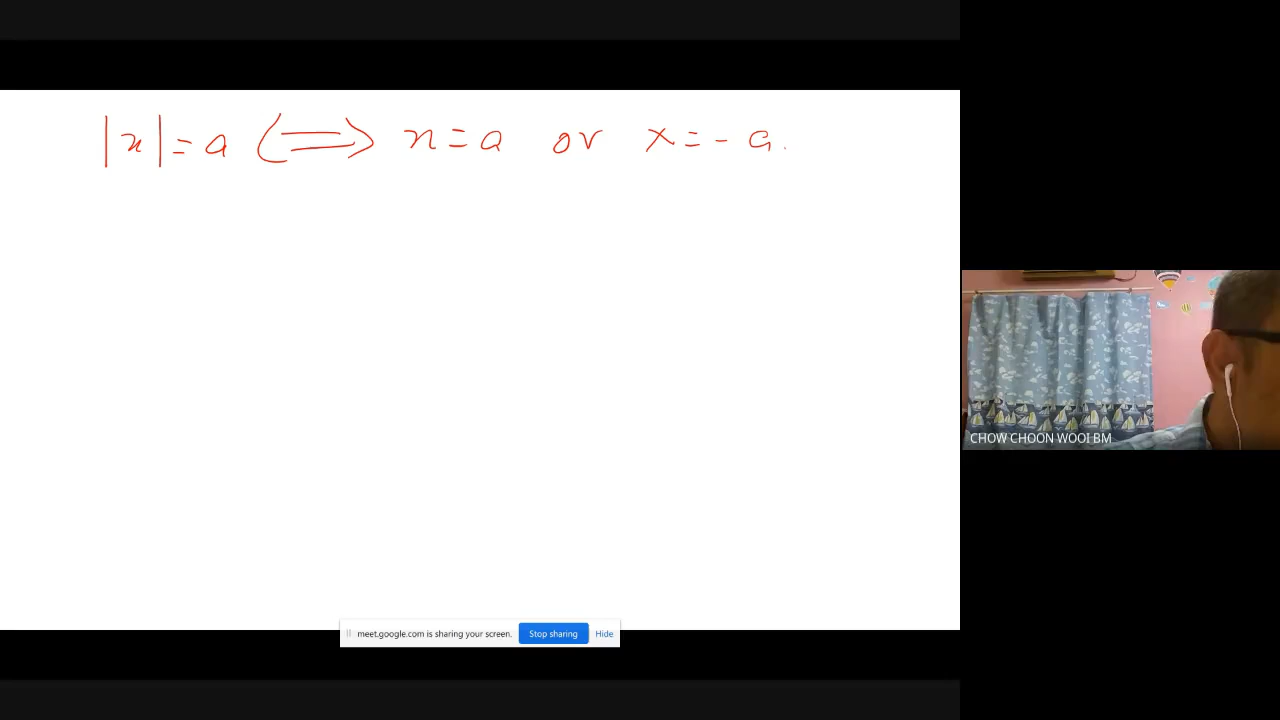 |x| = a ⟺ x = a or x = - a.
CHOW CHOON WOOI BM
meet.google.com is sharing your screen. Stop sharing Hide